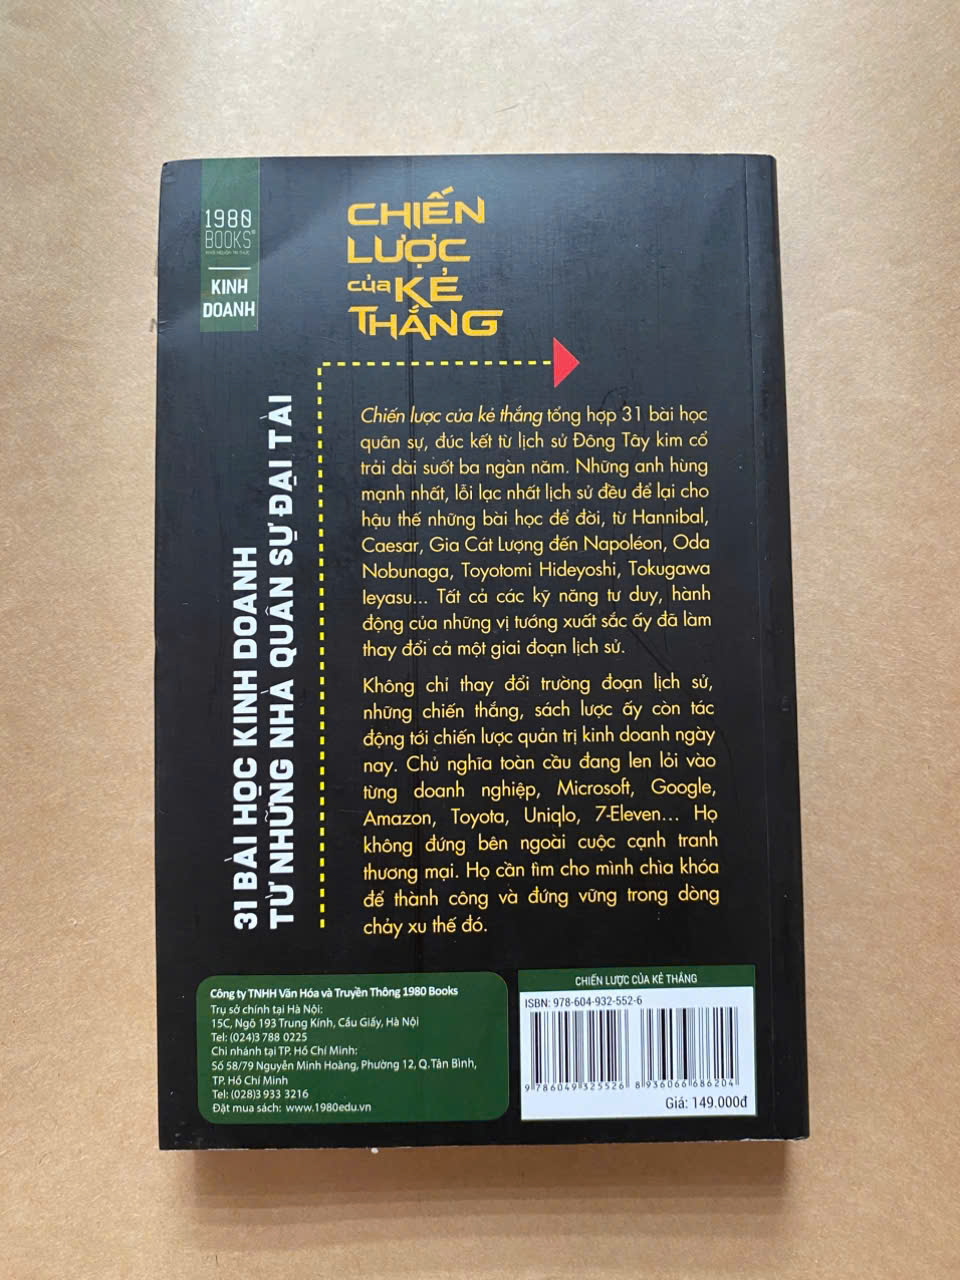 1980
BOOKS®
KINH
DOANH
CHIẾN
LƯỢC
của KẺ
THẮNG
31 BÀI HỌC KINH DOANH
TỪ NHỮNG NHÀ QUÂN SỰ ĐẠI TÀI
Chiến lược của kẻ thắng tổng hợp 31 bài học
quân sự, đúc kết từ lịch sử Đông Tây kim cổ
trải dài suốt ba ngàn năm. Những anh hùng
mạnh nhất, lỗi lạc nhất lịch sử đều để lại cho
hậu thế những bài học để đời, từ Hannibal,
Caesar, Gia Cát Lượng đến Napoléon, Oda
Nobunaga, Toyotomi Hideyoshi, Tokugawa
Ieyasu... Tất cả các kỹ năng tư duy, hành
động của những vị tướng xuất sắc ấy đã làm
thay đổi cả một giai đoạn lịch sử.
Không chỉ thay đổi trường đoạn lịch sử,
những chiến thắng, sách lược ấy còn tác
động tới chiến lược quản trị kinh doanh ngày
nay. Chủ nghĩa toàn cầu đang len lỏi vào
từng doanh nghiệp, Microsoft, Google,
Amazon, Toyota, Uniqlo, 7-Eleven... Họ
không đứng bên ngoài cuộc cạnh tranh
thương mại. Họ cần tìm cho mình chìa khóa
để thành công và đứng vững trong dòng
chảy xu thế đó.
Công ty TNHH Văn Hóa và Truyền Thông 1980 Books
Trụ sở chính tại Hà Nội:
15C, Ngõ 193 Trung Kính, Cầu Giấy, Hà Nội
Tel: (024)3 788 0225
Chi nhánh tại TP. Hồ Chí Minh:
Số 58/79 Nguyễn Minh Hoàng, Phường 12, Q.Tân Bình,
TP. Hồ Chí Minh
Tel: (028)3 933 3216
Đặt mua sách: www.1980edu.vn
CHIẾN LƯỢC CỦA KẺ THẮNG
ISBN: 978-604-932-552-6
9 786049 325526 8 936066 686204
Giá: 149.000đ